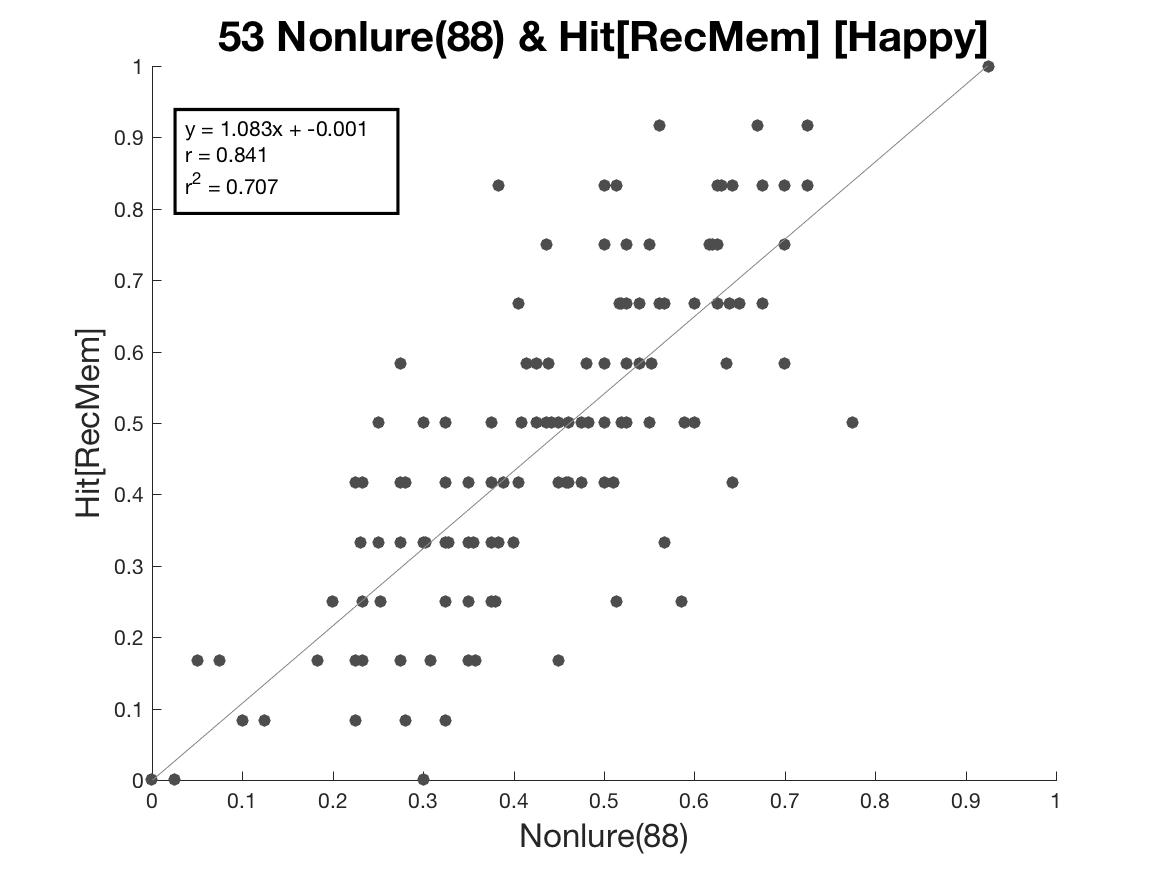 53 Nonlure(88) & Hit[RecMem] [Happy]
y = 1.083x + -0.001
r = 0.841
r² = 0.707
Hit[RecMem]
1
0.9
0.8
0.7
0.6
0.5
0.4
0.3
0.2
0.1
0
0 0.1 0.2 0.3 0.4 0.5 0.6 0.7 0.8 0.9 1
Nonlure(88)